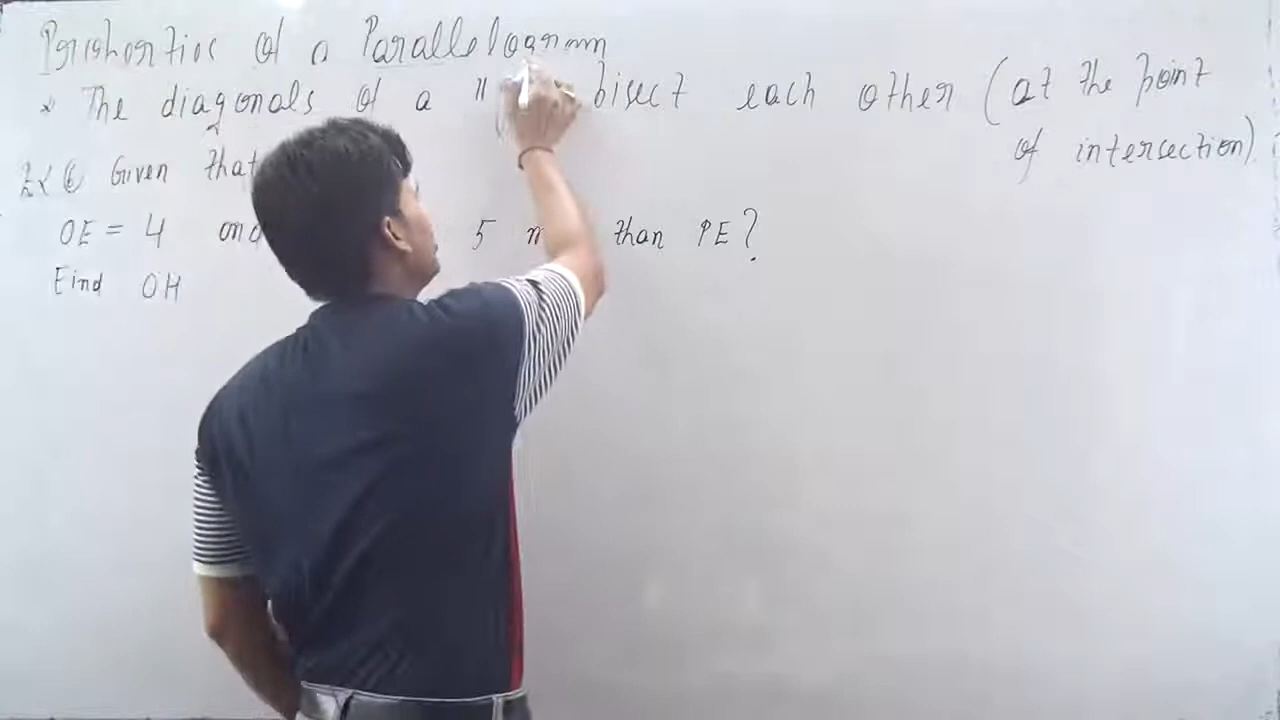 Properties of a Parallelogram
* The diagonals of a || bisect each other (at the point
of intersection)
Ex 6 Given that
OE = 4 and 5 than PE?
Find OH